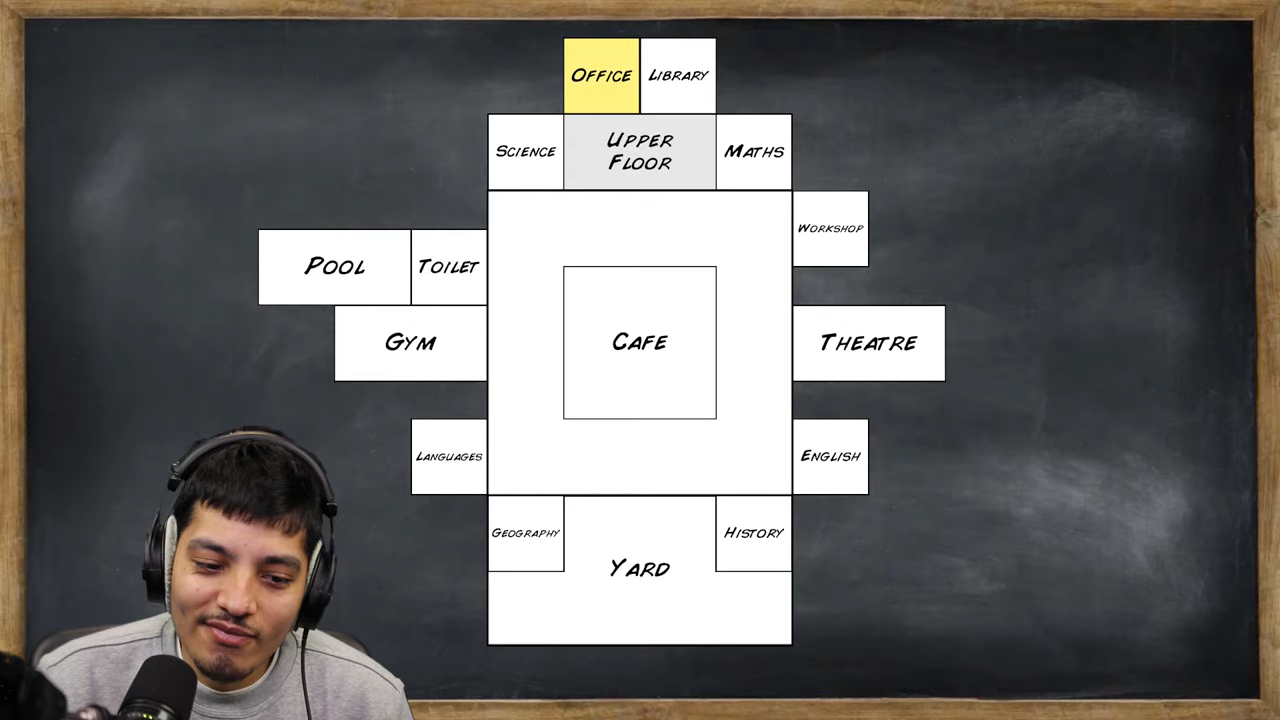 OFFICE
LIBRARY
SCIENCE
UPPER
FLOOR
MATHS
WORKSHOP
POOL
TOILET
GYM
CAFE
THEATRE
LANGUAGES
ENGLISH
GEOGRAPHY
HISTORY
YARD